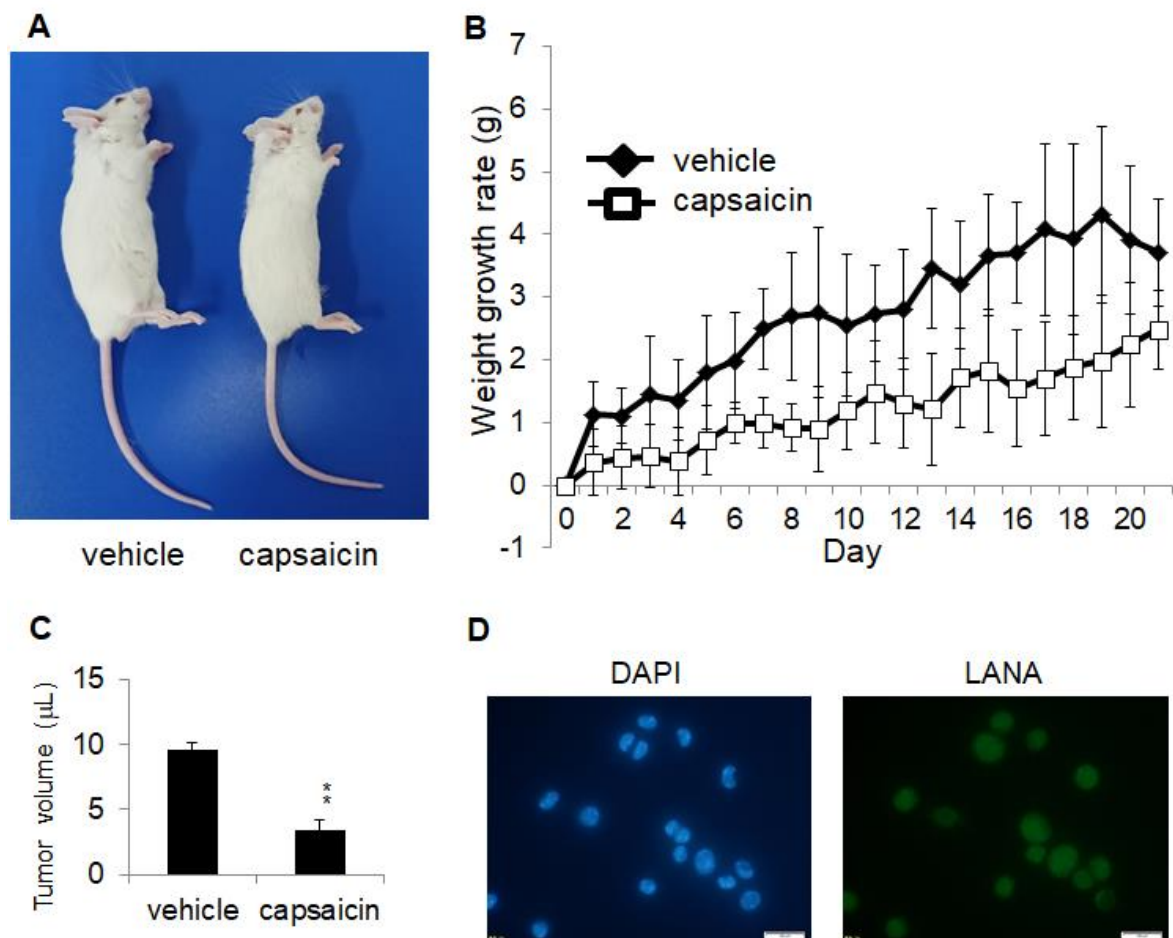 A
vehicle capsaicin
B
Weight growth rate (g)
7
6
5
4
3
2
1
0
-1
vehicle
capsaicin
0 2 4 6 8 10 12 14 16 18 20
Day
C
Tumor volume (μL)
15
10
5
0
**
vehicle capsaicin
D
DAPI LANA